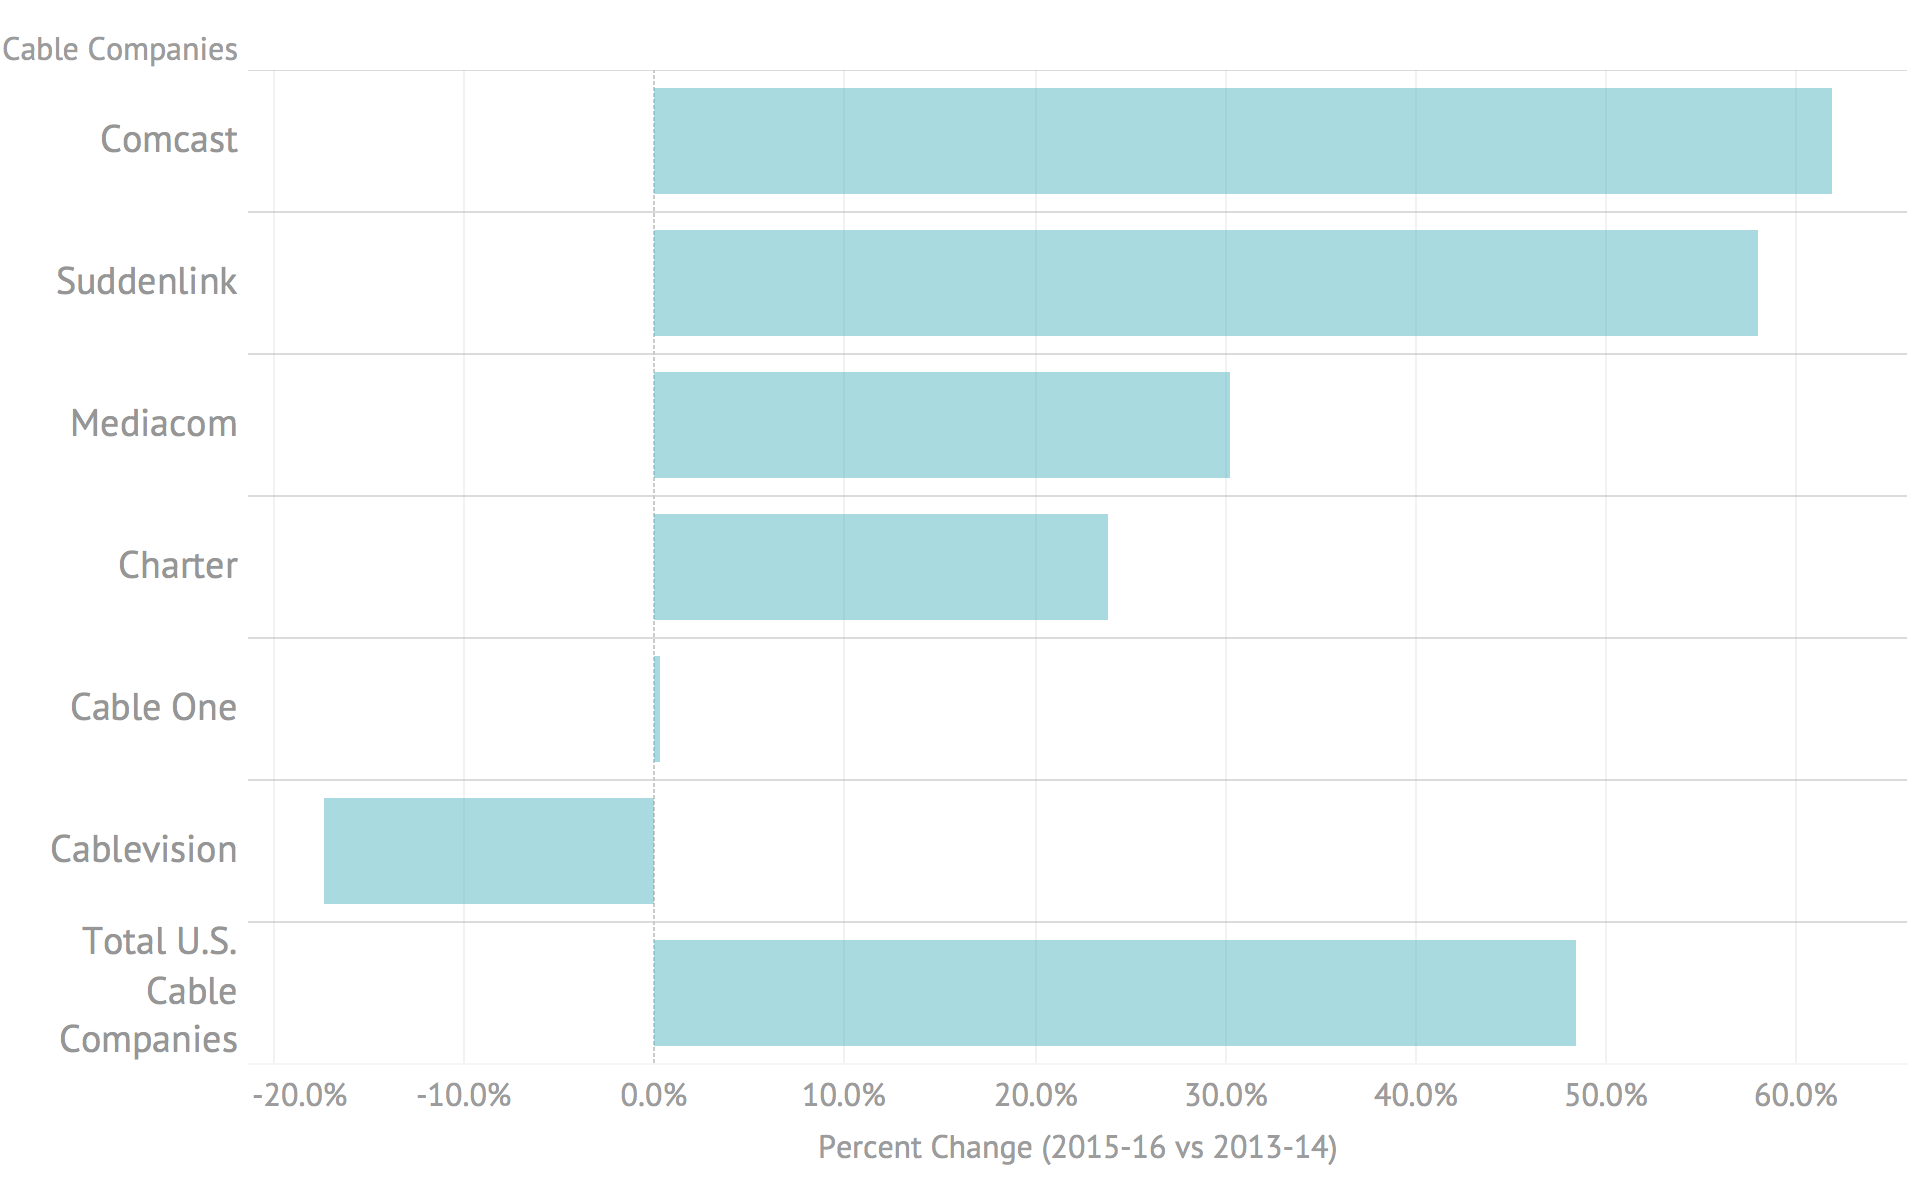 Cable Companies
Comcast
Suddenlink
Mediacom
Charter
Cable One
Cablevision
Total U.S.
Cable
Companies
-20.0% -10.0% 0.0% 10.0% 20.0% 30.0% 40.0% 50.0% 60.0%
Percent Change (2015-16 vs 2013-14)